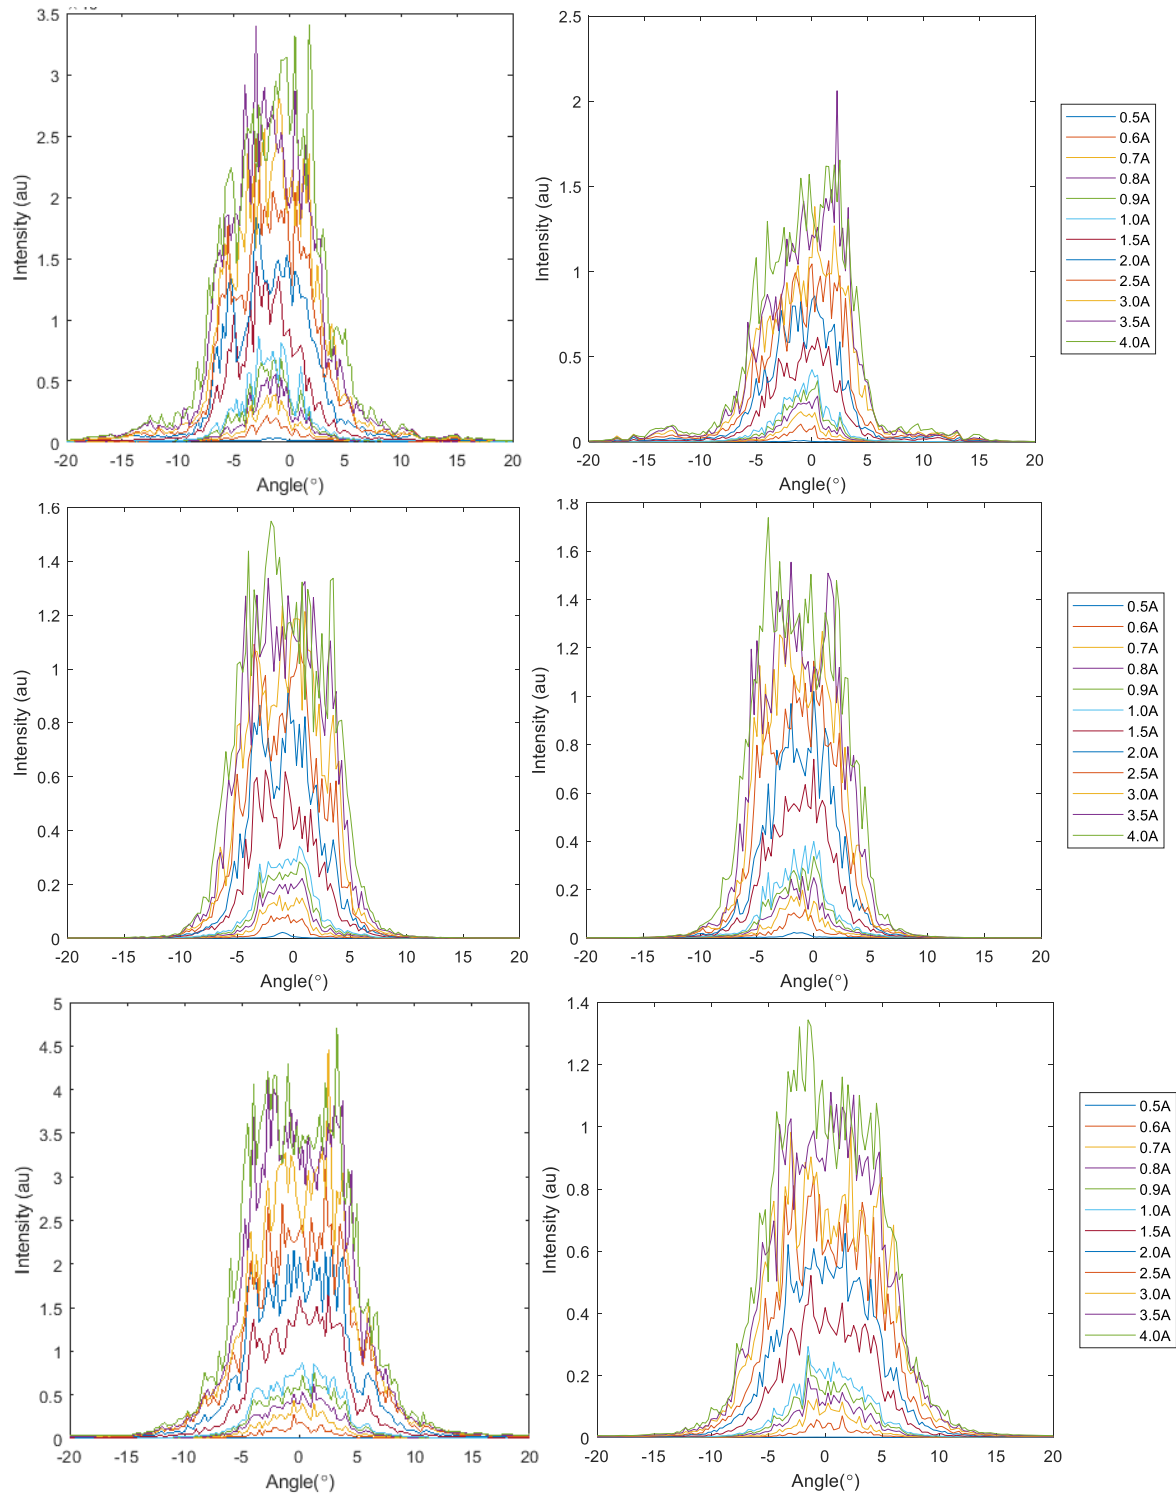 3.5
3
2.5
2
1.5
1
0.5
0
Intensity (au)
-20 -15 -10 -5 0 5 10 15 20
Angle(°)
2.5
2
1.5
1
0.5
0
Intensity (au)
-20 -15 -10 -5 0 5 10 15 20
Angle(°)
0.5A
0.6A
0.7A
0.8A
0.9A
1.0A
1.5A
2.0A
2.5A
3.0A
3.5A
4.0A
1.6
1.4
1.2
1
0.8
0.6
0.4
0.2
0
Intensity (au)
-20 -15 -10 -5 0 5 10 15 20
Angle(°)
1.8
1.6
1.4
1.2
1
0.8
0.6
0.4
0.2
0
Intensity (au)
-20 -15 -10 -5 0 5 10 15 20
Angle(°)
0.5A
0.6A
0.7A
0.8A
0.9A
1.0A
1.5A
2.0A
2.5A
3.0A
3.5A
4.0A
5
4.5
4
3.5
3
2.5
2
1.5
1
0.5
0
Intensity (au)
-20 -15 -10 -5 0 5 10 15 20
Angle(°)
1.4
1.2
1
0.8
0.6
0.4
0.2
0
Intensity (au)
-20 -15 -10 -5 0 5 10 15 20
Angle(°)
0.5A
0.6A
0.7A
0.8A
0.9A
1.0A
1.5A
2.0A
2.5A
3.0A
3.5A
4.0A